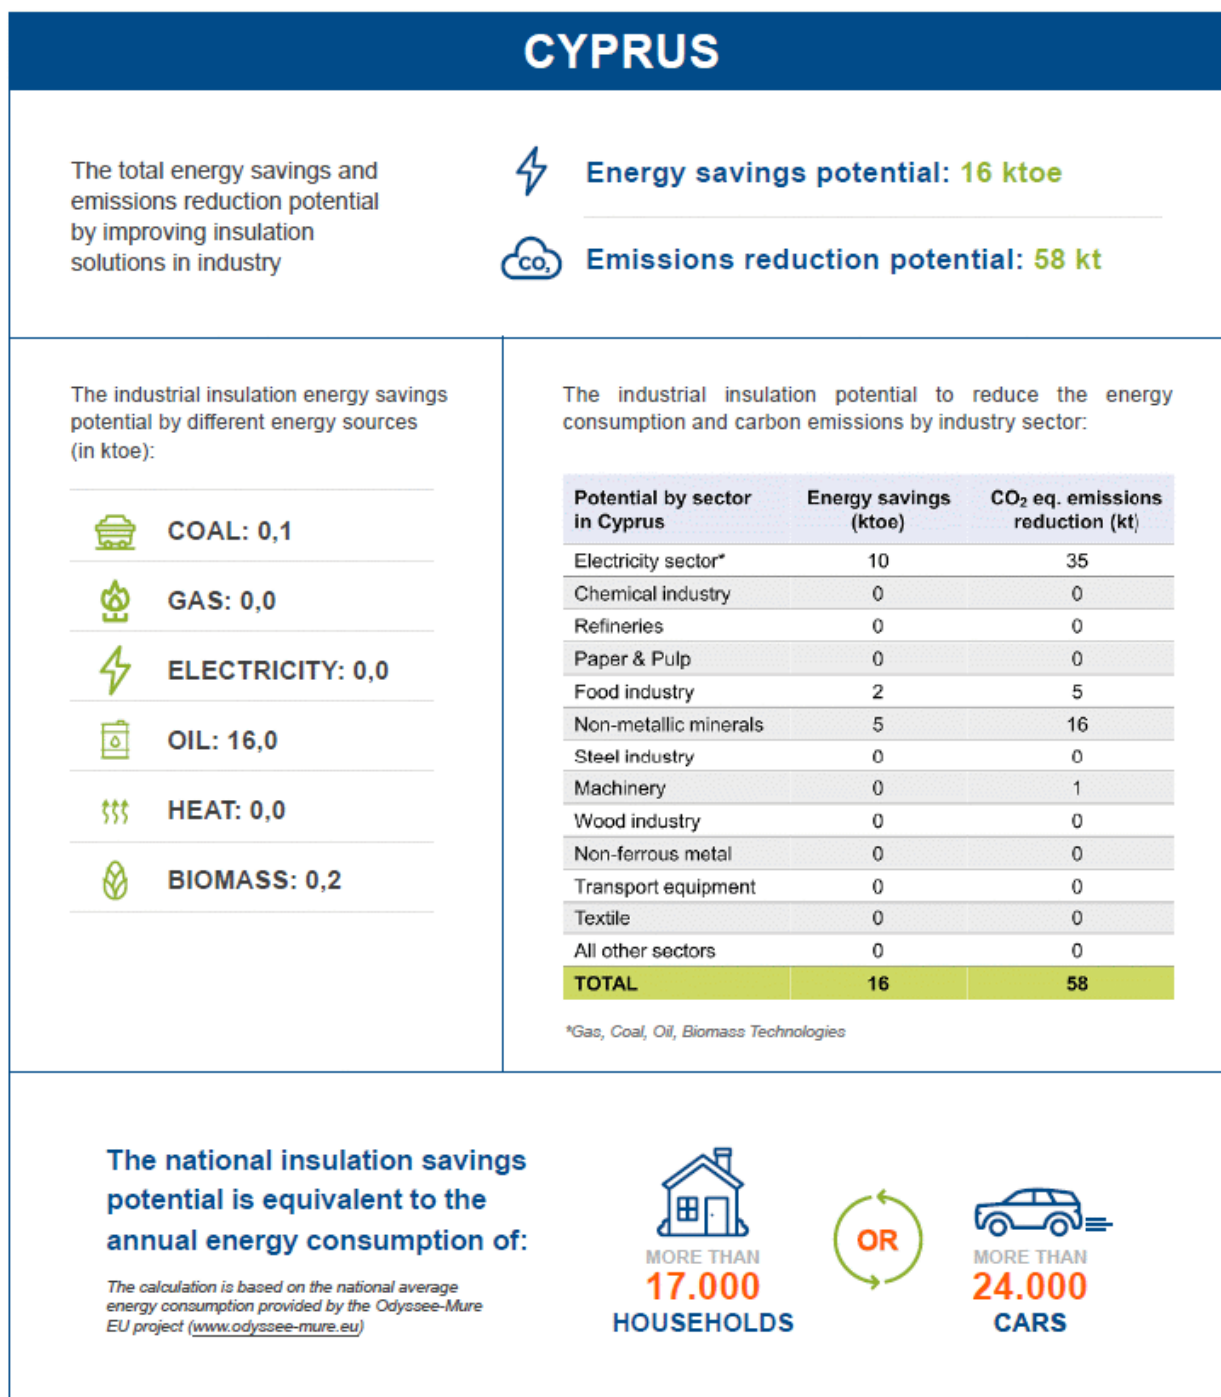 CYPRUS
The total energy savings and
emissions reduction potential
by improving insulation
solutions in industry
Energy savings potential: 16 ktoe
CO₂
Emissions reduction potential: 58 kt
The industrial insulation energy savings
potential by different energy sources
(in ktoe):
COAL: 0,1
GAS: 0,0
ELECTRICITY: 0,0
OIL: 16,0
HEAT: 0,0
BIOMASS: 0,2
The industrial insulation potential to reduce the energy
consumption and carbon emissions by industry sector:
Potential by sector in Cyprus Energy savings (ktoe) CO₂ eq. emissions reduction (kt)
Electricity sector* 10 35
Chemical industry 0 0
Refineries 0 0
Paper & Pulp 0 0
Food industry 2 5
Non-metallic minerals 5 16
Steel industry 0 0
Machinery 0 1
Wood industry 0 0
Non-ferrous metal 0 0
Transport equipment 0 0
Textile 0 0
All other sectors 0 0
TOTAL 16 58
*Gas, Coal, Oil, Biomass Technologies
The national insulation savings
potential is equivalent to the
annual energy consumption of:
The calculation is based on the national average
energy consumption provided by the Odyssee-Mure
EU project (www.odyssee-mure.eu)
MORE THAN
17.000
HOUSEHOLDS
OR
MORE THAN
24.000
CARS